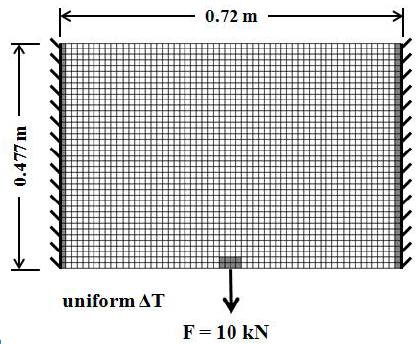 0.72 m
0.477 m
uniform ΔT
F = 10 kN